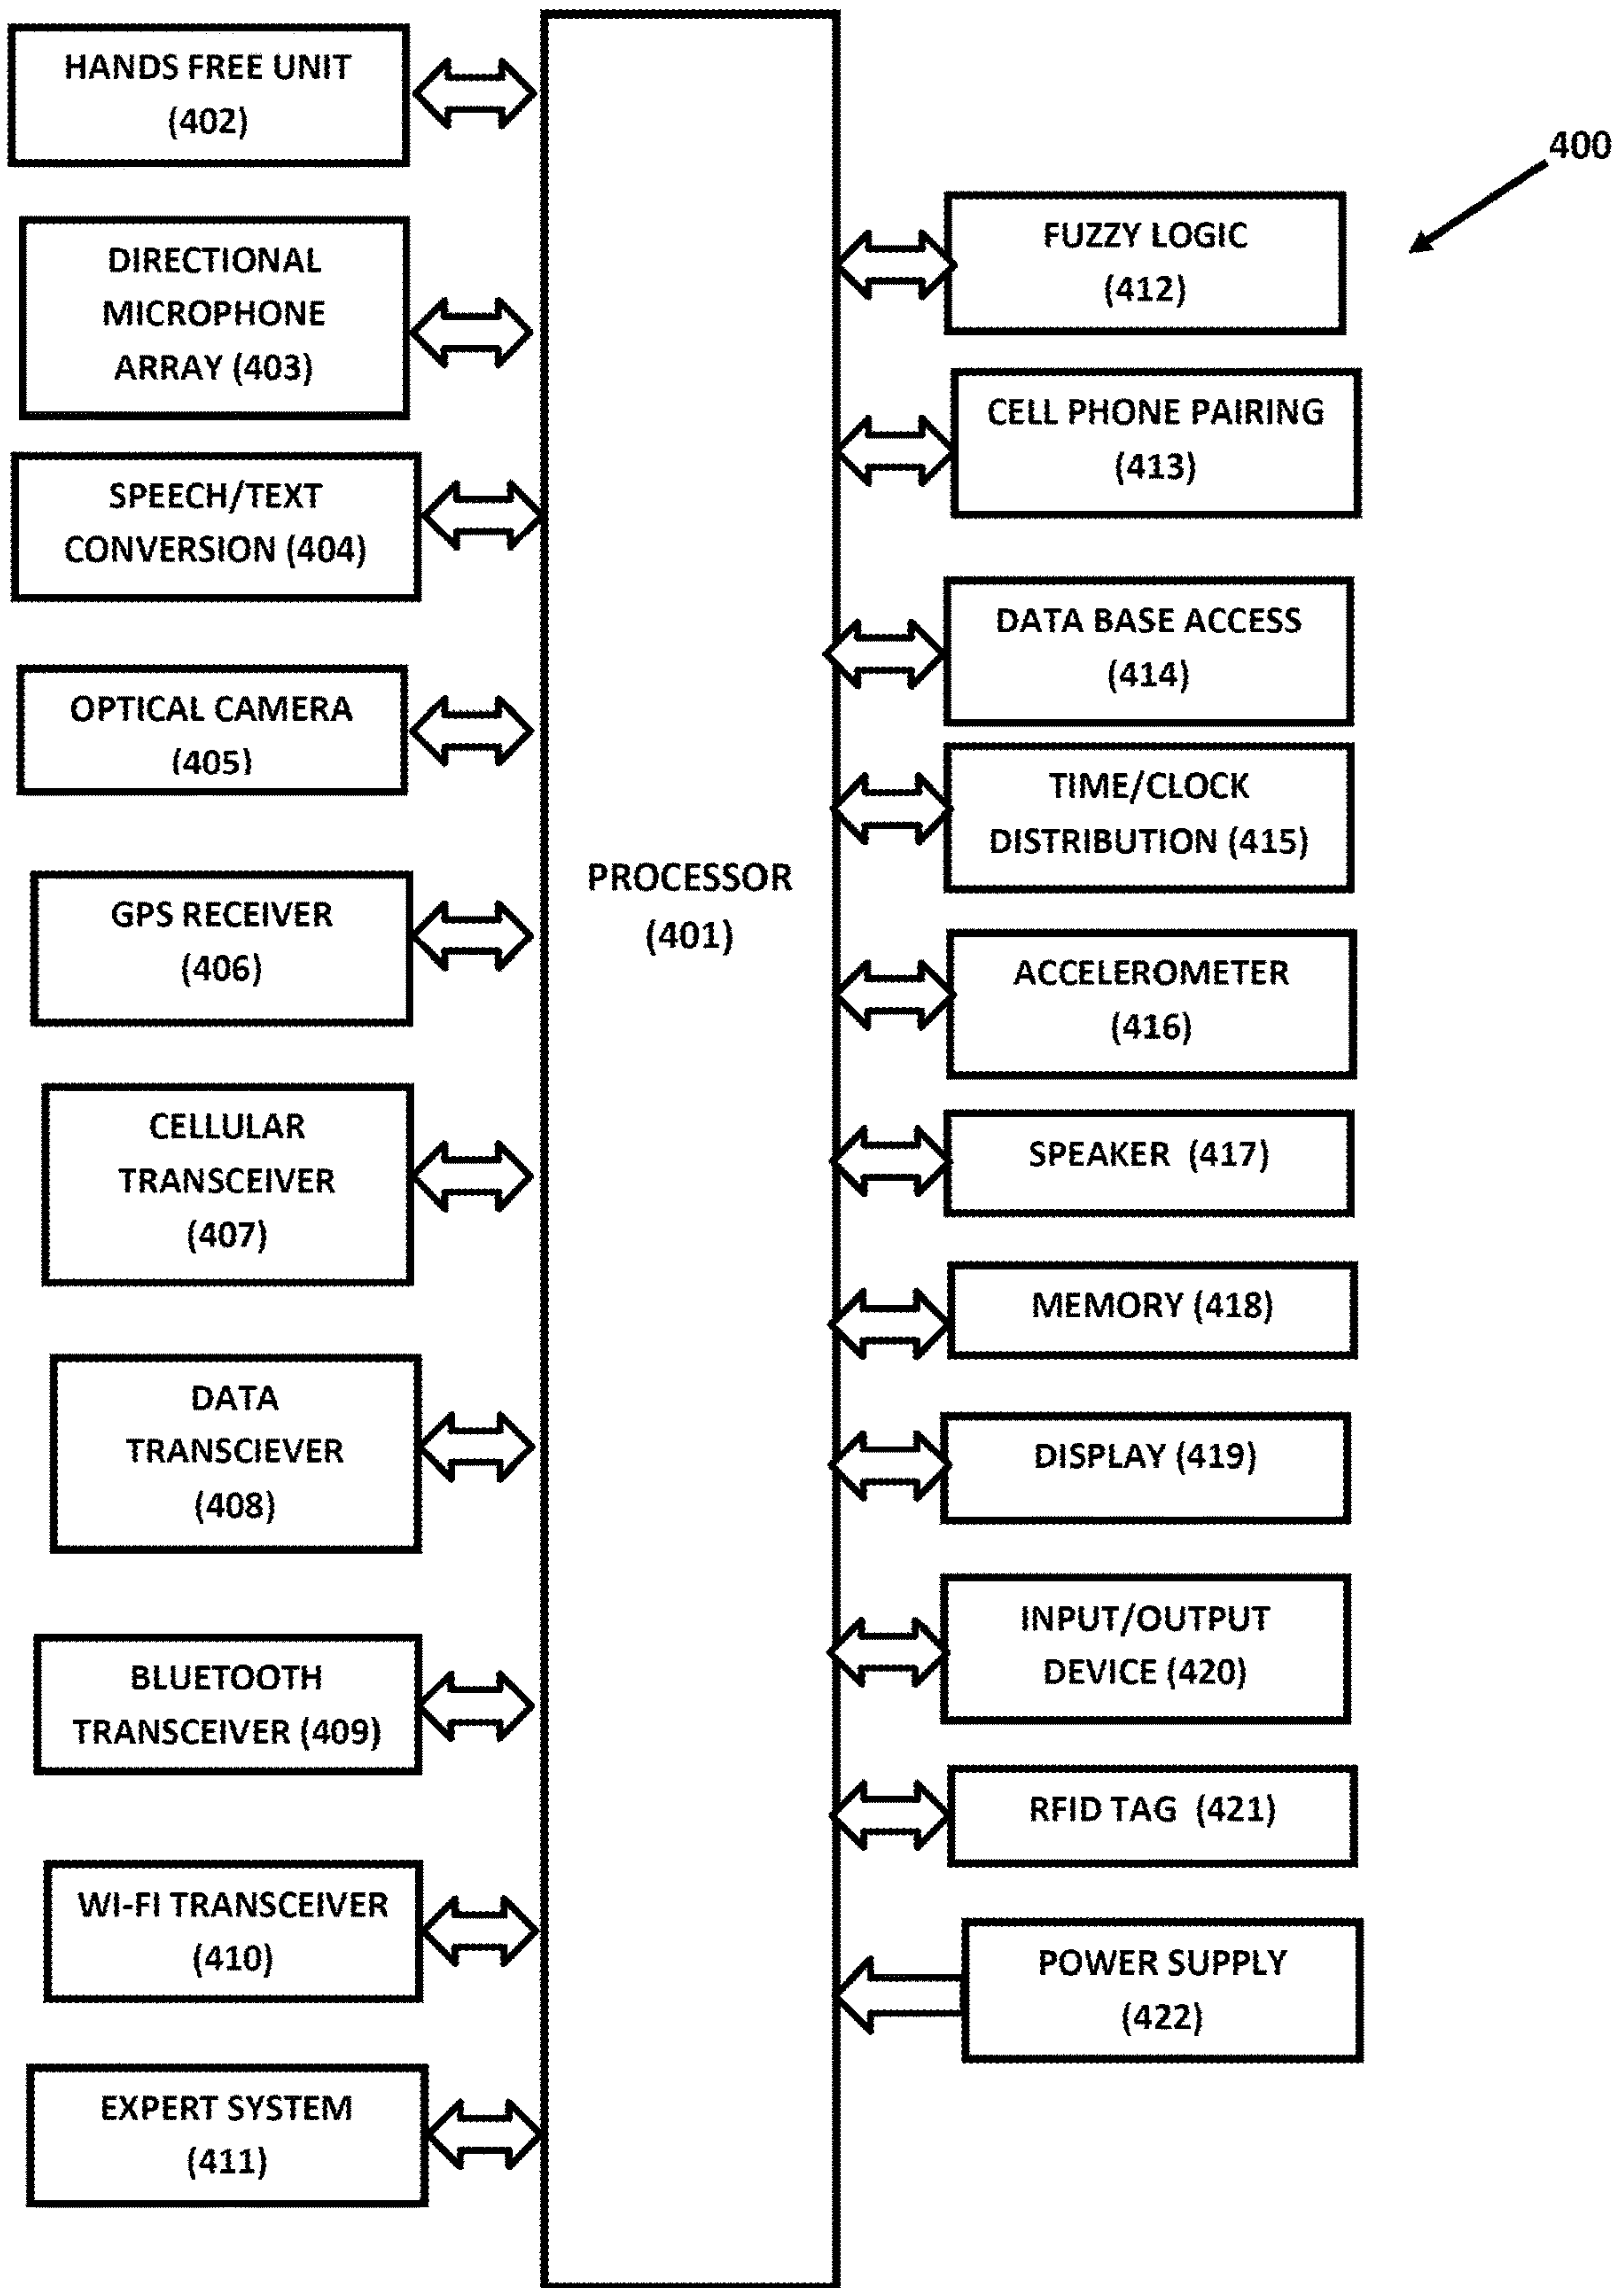 HANDS FREE UNIT
(402)
DIRECTIONAL
MICROPHONE
ARRAY (403)
SPEECH/TEXT
CONVERSION (404)
OPTICAL CAMERA
(405)
GPS RECEIVER
(406)
CELLULAR
TRANSCEIVER
(407)
DATA
TRANSCIEVER
(408)
BLUETOOTH
TRANSCEIVER (409)
WI-FI TRANSCEIVER
(410)
EXPERT SYSTEM
(411)
PROCESSOR
(401)
400
FUZZY LOGIC
(412)
CELL PHONE PAIRING
(413)
DATA BASE ACCESS
(414)
TIME/CLOCK
DISTRIBUTION (415)
ACCELEROMETER
(416)
SPEAKER (417)
MEMORY (418)
DISPLAY (419)
INPUT/OUTPUT
DEVICE (420)
RFID TAG (421)
POWER SUPPLY
(422)